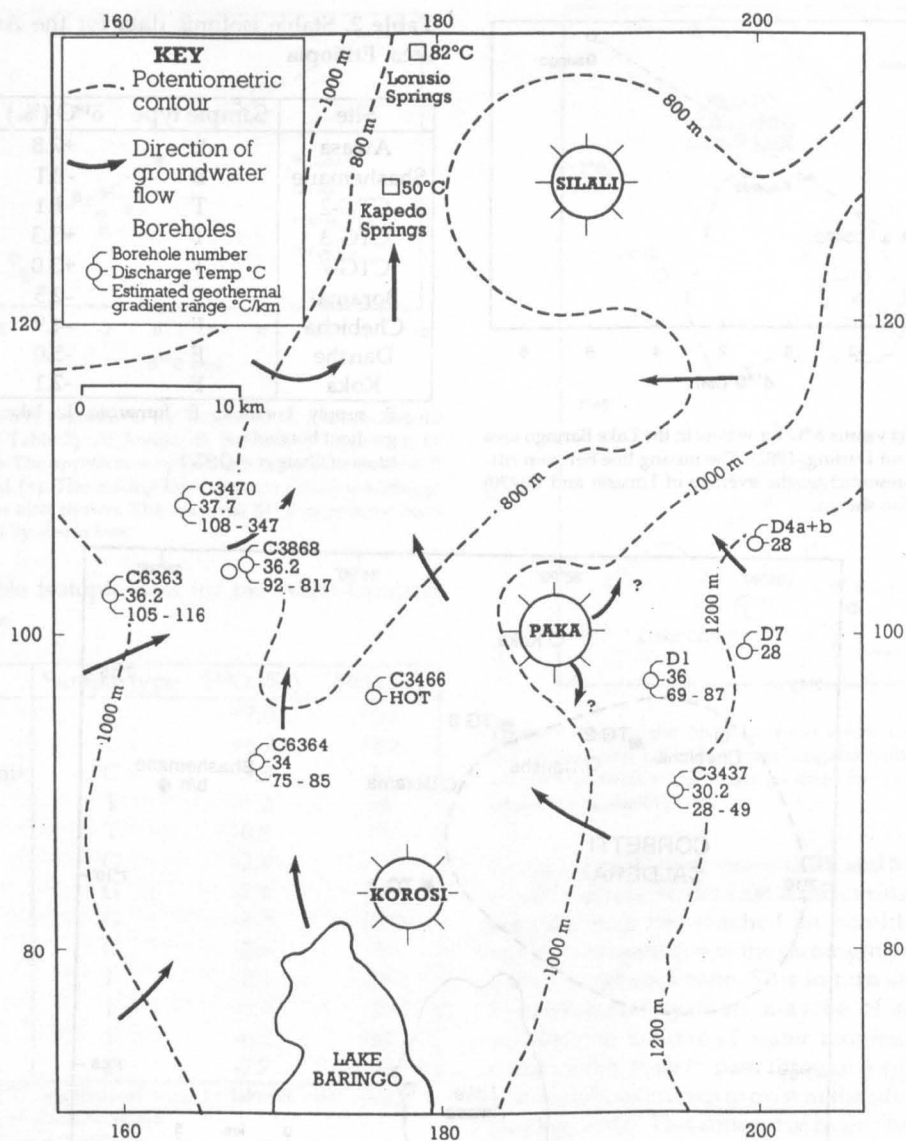 160
180
200
KEY
Potentiometric
contour
Direction of
groundwater
flow
Boreholes
Borehole number
Discharge Temp °C
Estimated geothermal
gradient range °C/km
1000 m
800 m
82°C
Lorusio
Springs
50°C
Kapedo
Springs
SILALI
800 m
120
120
0
10 km
C3470
37.7
108 - 347
C3868
36.2
92 - 817
C6363
36.2
105 - 116
800 m
1000 m
D4a+b
28
1200 m
100
100
PAKA
?
?
D7
28
D1
36
69 - 87
C3466
HOT
1000 m
C6364
34
75 - 85
C3437
30.2
28 - 49
KOROSI
80
80
1000 m
1200 m
LAKE
BARINGO
160
180
200